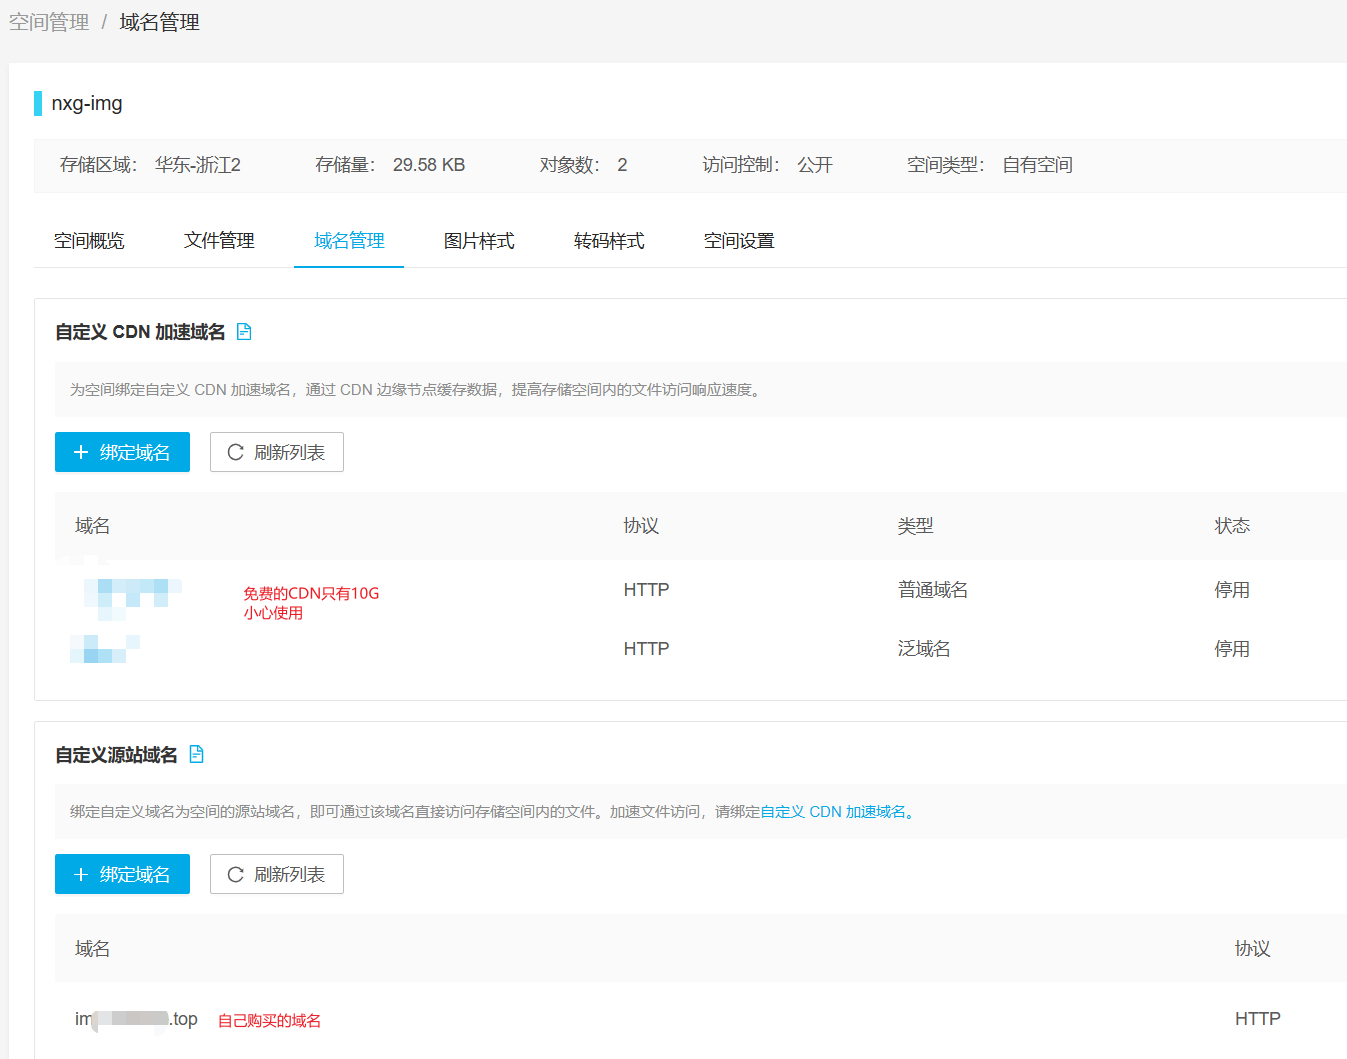 空间管理 / 域名管理
nxg-img
存储区域： 华东-浙江2 存储量： 29.58 KB 对象数： 2 访问控制： 公开 空间类型： 自有空间
空间概览 文件管理 域名管理 图片样式 转码样式 空间设置
自定义 CDN 加速域名
为空间绑定自定义 CDN 加速域名，通过 CDN 边缘节点缓存数据，提高存储空间内的文件访问响应速度。
+ 绑定域名 刷新列表
域名 协议 类型 状态
免费的CDN只有10G
小心使用
HTTP 普通域名 停用
HTTP 泛域名 停用
自定义源站域名
绑定自定义域名为空间的源站域名，即可通过该域名直接访问存储空间内的文件。加速文件访问，请绑定自定义 CDN 加速域名。
+ 绑定域名 刷新列表
域名 协议
.top 自己购买的域名 HTTP